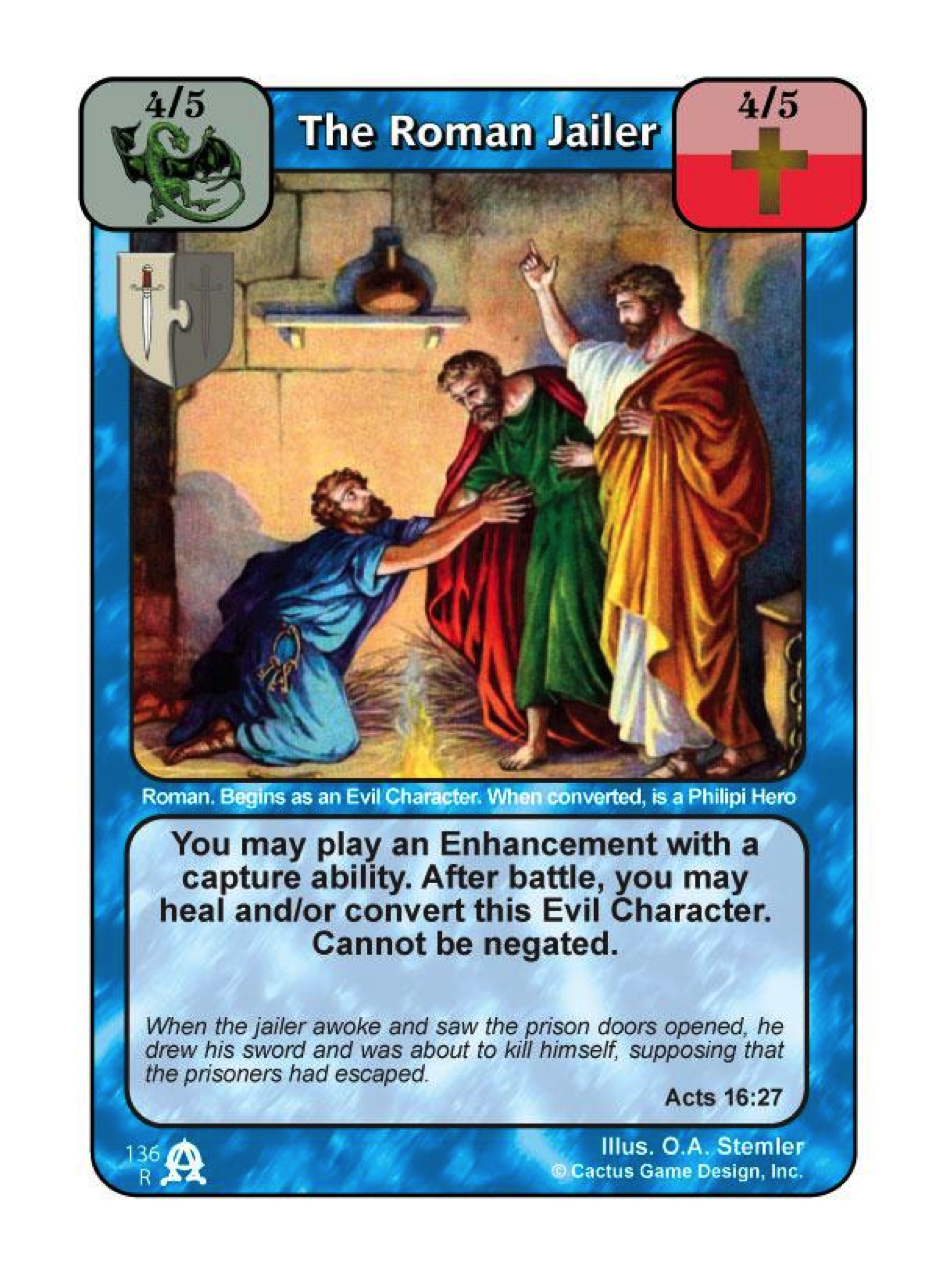 4/5
The Roman Jailer
4/5
Roman. Begins as an Evil Character. When converted, is a Philipi Hero
You may play an Enhancement with a
capture ability. After battle, you may
heal and/or convert this Evil Character.
Cannot be negated.
When the jailer awoke and saw the prison doors opened, he
drew his sword and was about to kill himself, supposing that
the prisoners had escaped.
Acts 16:27
136
R
Illus. O.A. Stemler
© Cactus Game Design, Inc.